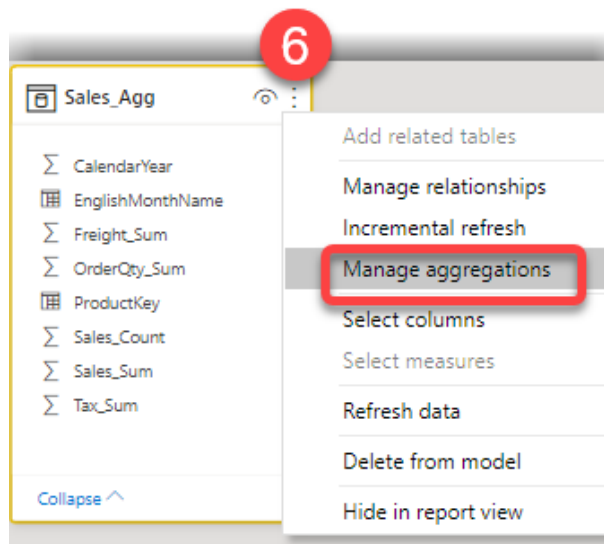 6
Sales_Agg
CalendarYear
EnglishMonthName
Freight_Sum
OrderQty_Sum
ProductKey
Sales_Count
Sales_Sum
Tax_Sum
Collapse
Add related tables
Manage relationships
Incremental refresh
Manage aggregations
Select columns
Select measures
Refresh data
Delete from model
Hide in report view